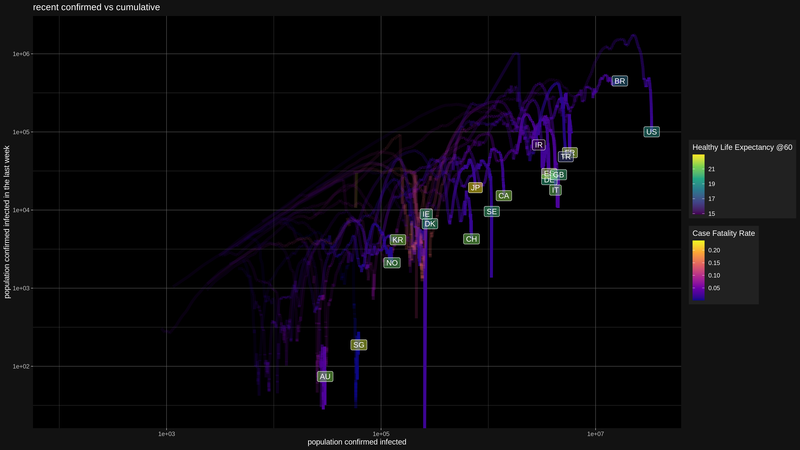 recent confirmed vs cumulative
population confirmed infected in the last week
1e+06
1e+05
1e+04
1e+03
1e+02
BR
US
IR
TR
GB
DE
IT
JP
CA
IE
DK
SE
KR
CH
NO
SG
AU
1e+03
1e+05
1e+07
population confirmed infected
Healthy Life Expectancy @60
21
19
17
15
Case Fatality Rate
0.20
0.15
0.10
0.05